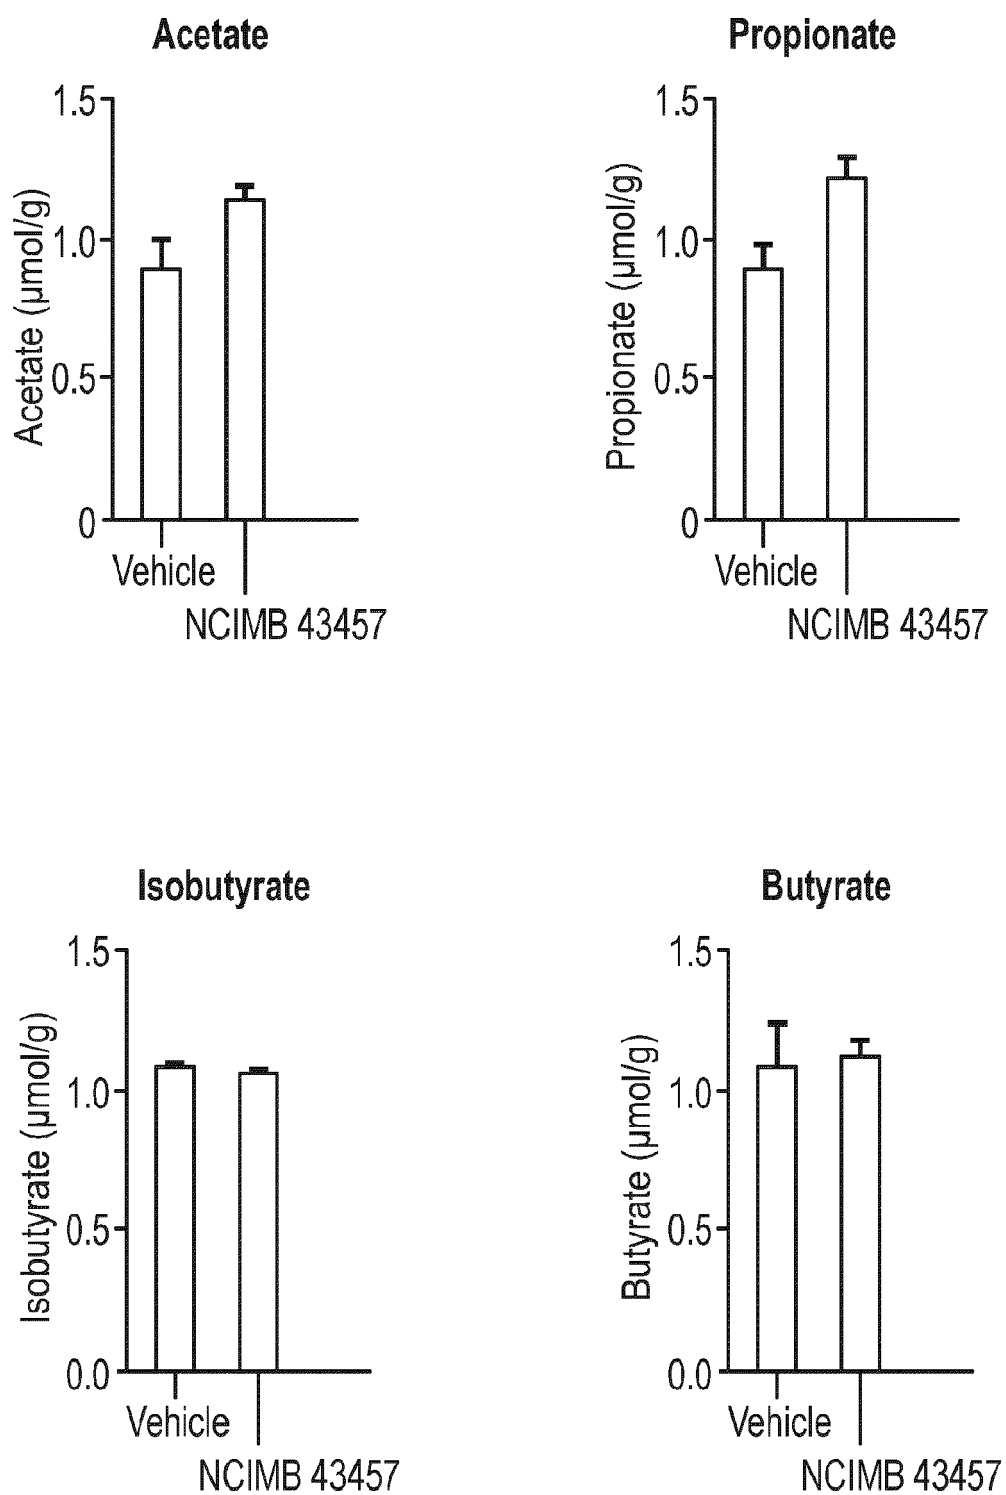 Acetate
Acetate (µmol/g)
1.5
1.0
0.5
0
Vehicle
NCIMB 43457
Propionate
Propionate (µmol/g)
1.5
1.0
0.5
0
Vehicle
NCIMB 43457
Isobutyrate
Isobutyrate (µmol/g)
1.5
1.0
0.5
0.0
Vehicle
NCIMB 43457
Butyrate
Butyrate (µmol/g)
1.5
1.0
0.5
0.0
Vehicle
NCIMB 43457